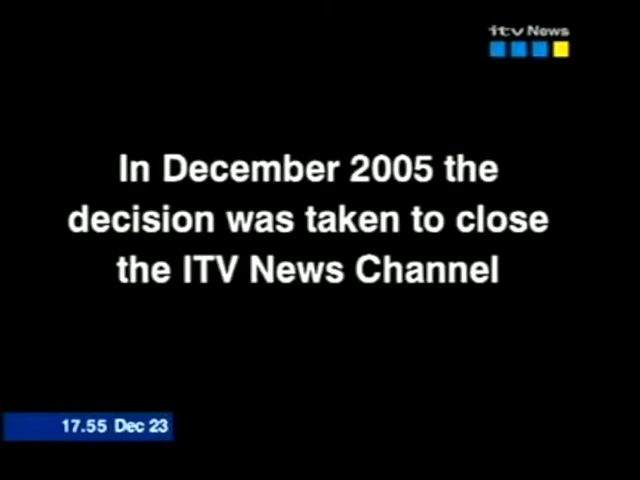 itv News
In December 2005 the
decision was taken to close
the ITV News Channel
17.55 Dec 23